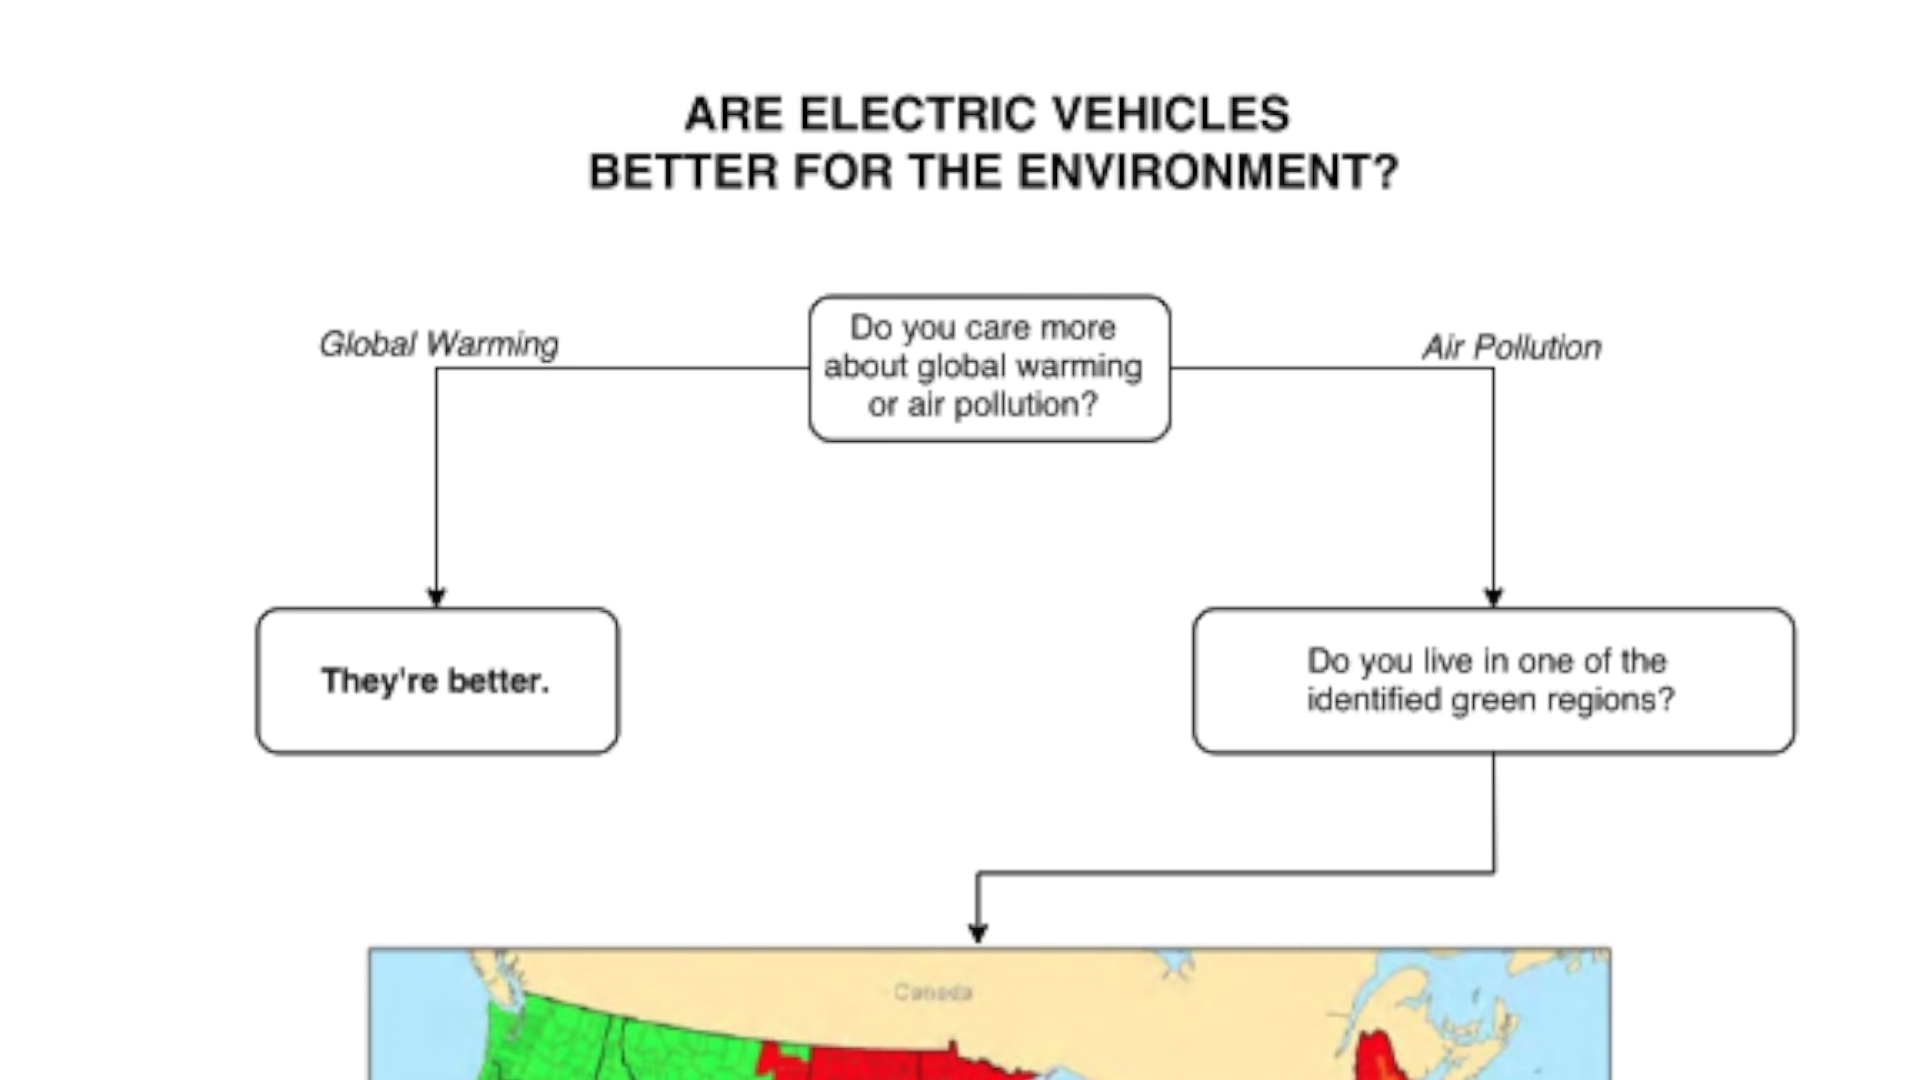 ARE ELECTRIC VEHICLES
BETTER FOR THE ENVIRONMENT?
Global Warming
Do you care more
about global warming
or air pollution?
Air Pollution
They're better.
Do you live in one of the
identified green regions?
Canada